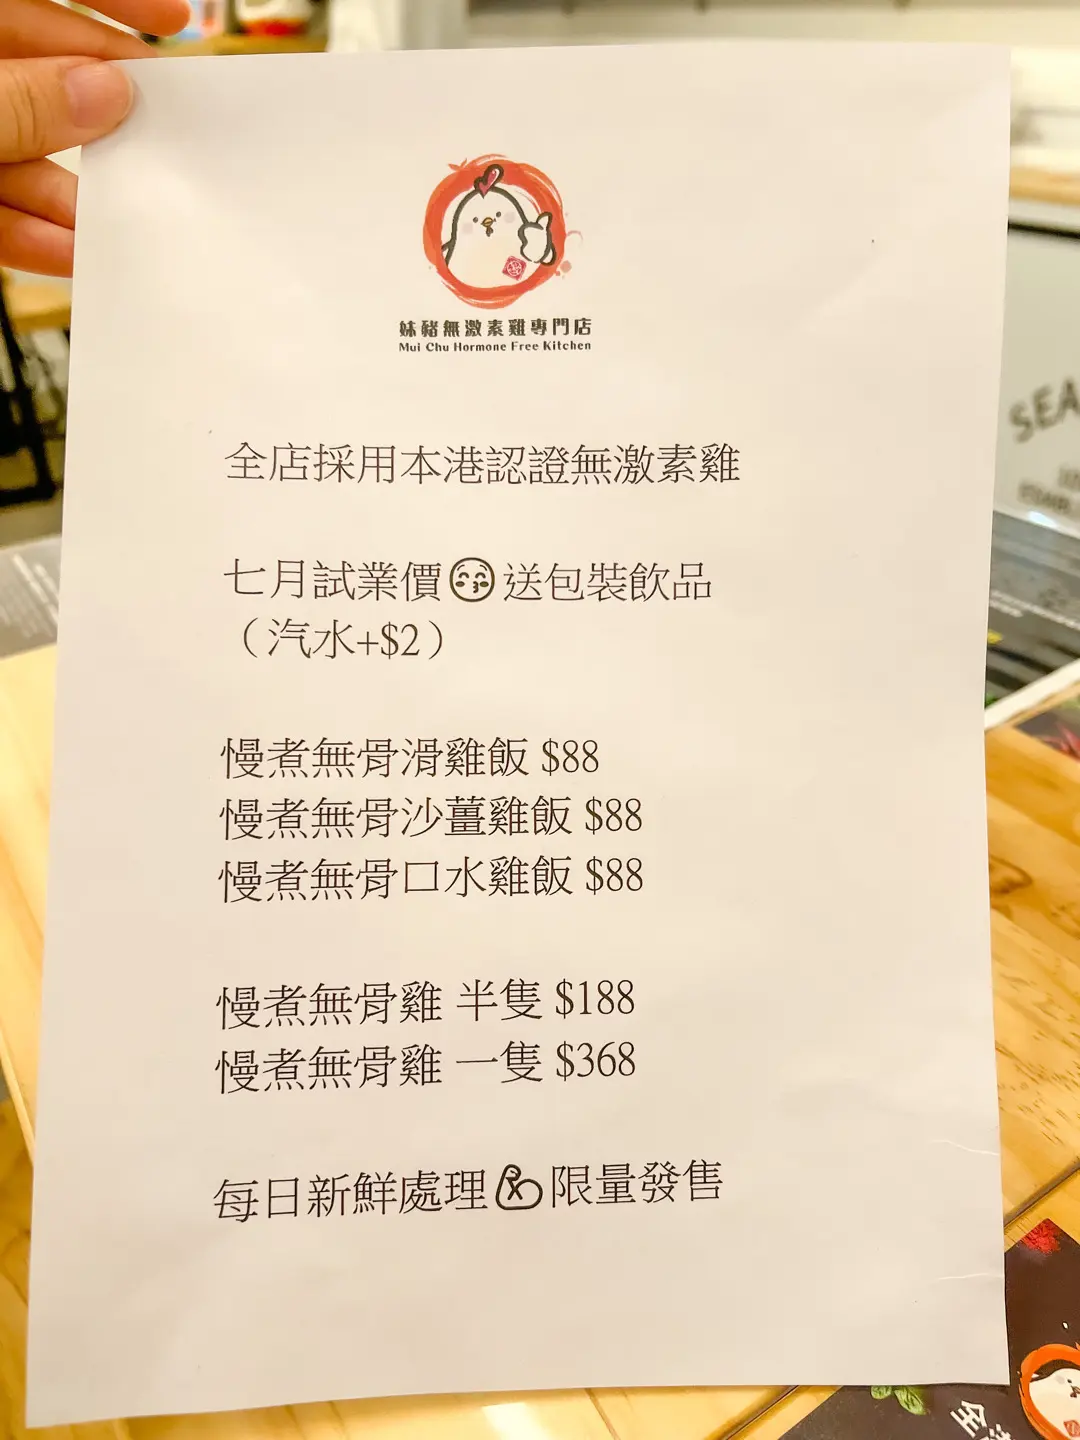 妹豬無激素雞專門店
Mui Chu Hormone Free Kitchen
全店採用本港認證無激素雞
七月試業價😚送包裝飲品
（汽水+$2）
慢煮無骨滑雞飯 $88
慢煮無骨沙薑雞飯 $88
慢煮無骨口水雞飯 $88
慢煮無骨雞 半隻 $188
慢煮無骨雞 一隻 $368
每日新鮮處理💪限量發售
SEA